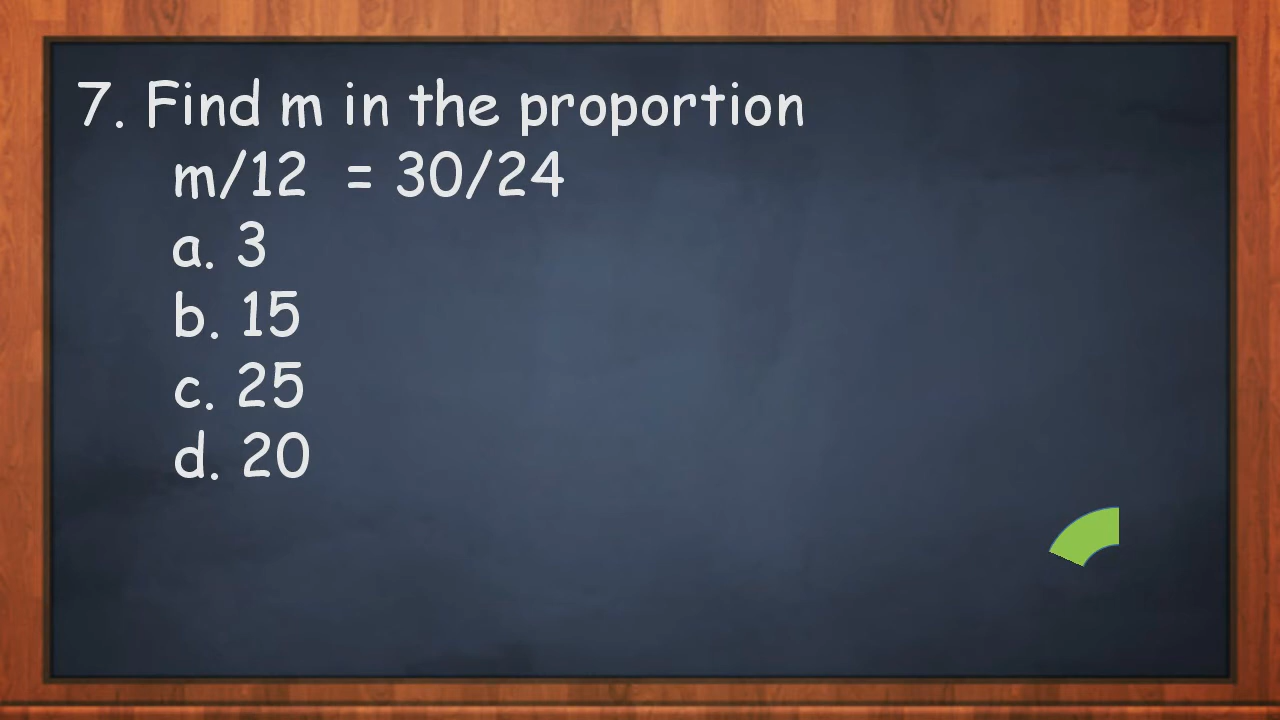 7. Find m in the proportion
m/12 = 30/24
a. 3
b. 15
c. 25
d. 20